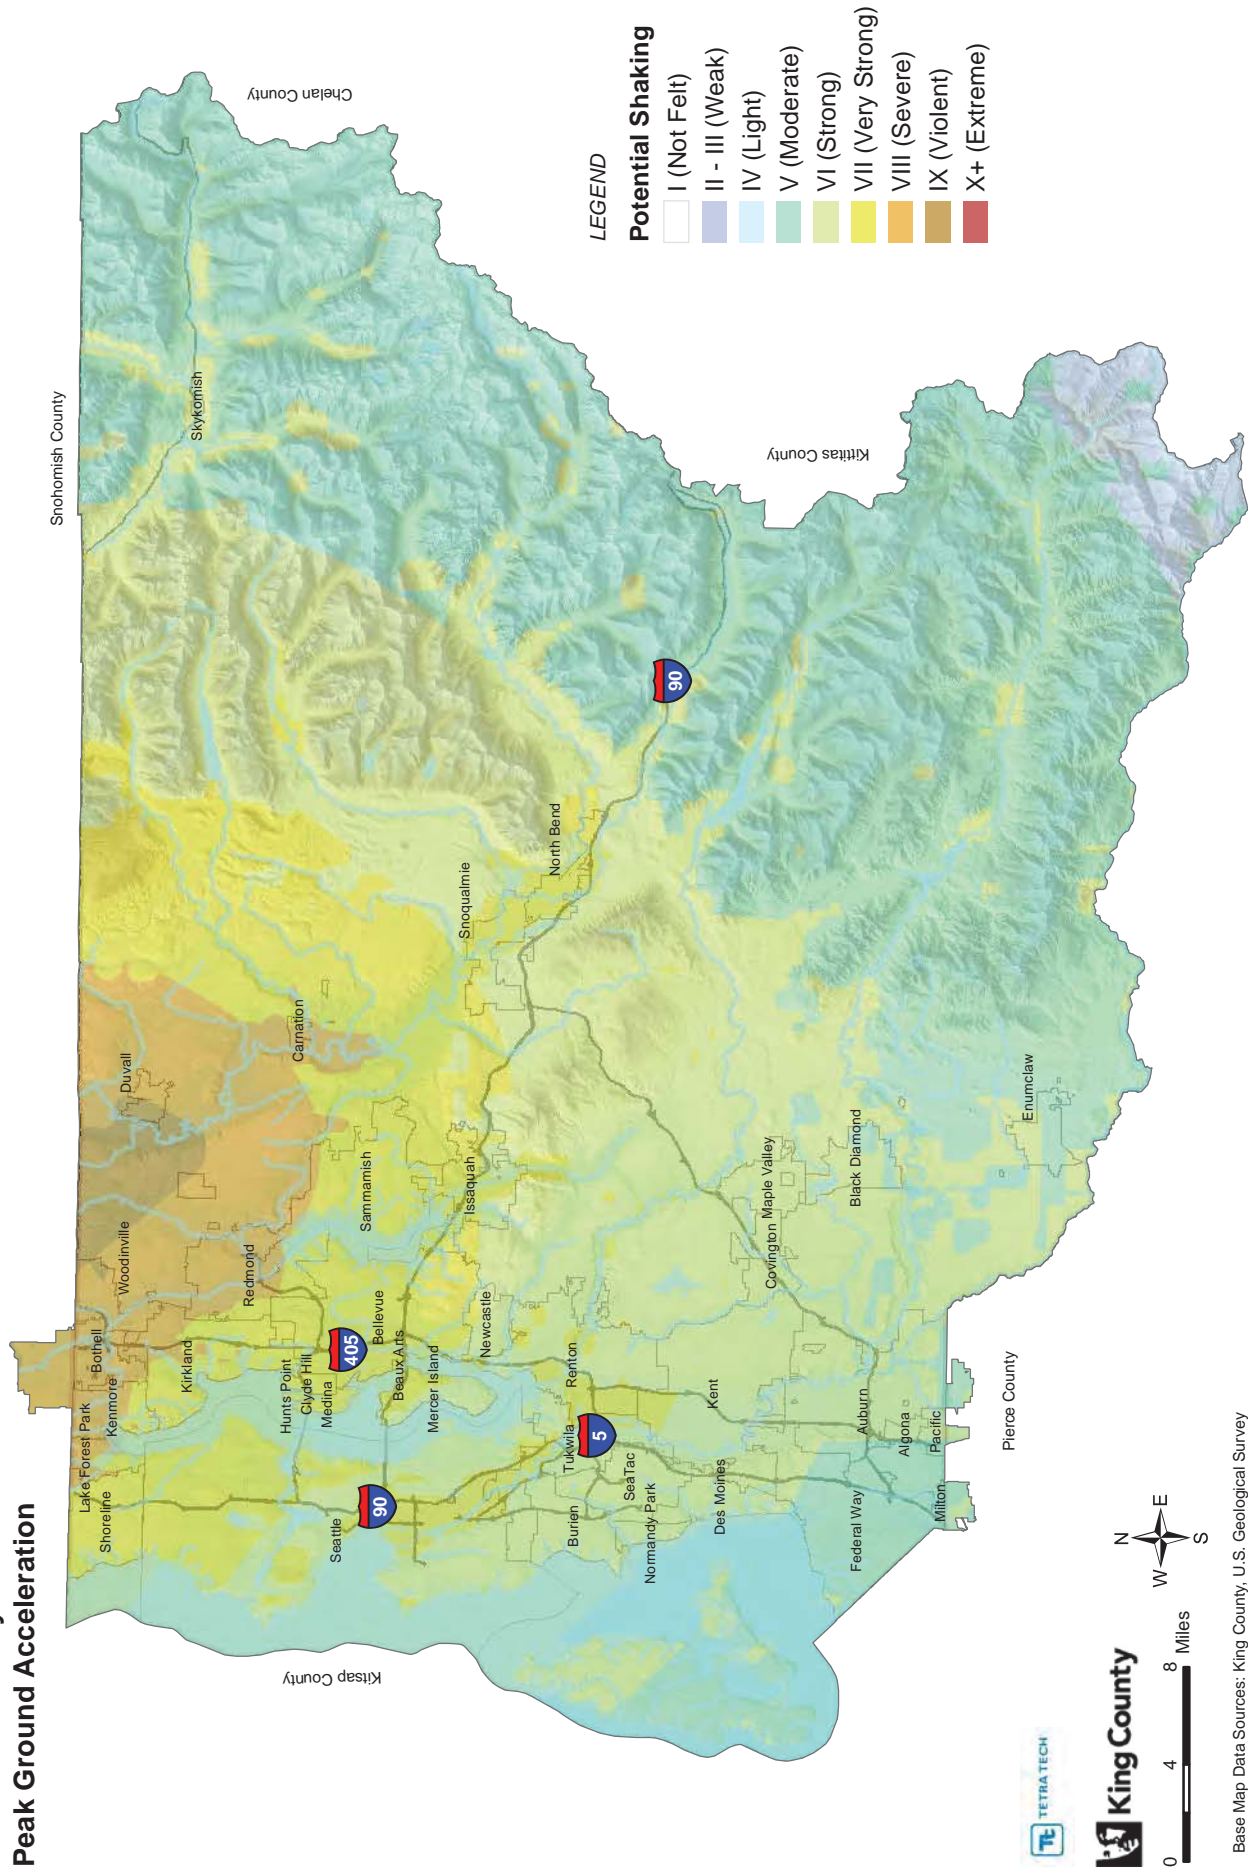 Peak Ground Acceleration
Snohomish County
Chelan County
Kittitas County
Pierce County
Kitsap County
Skykomish
Duvall
Carnation
Woodinville
Bothell
Kenmore
Lake Forest Park
Shoreline
Kirkland
Redmond
Sammamish
Hunts Point
Clyde Hill
Medina
405
Bellevue
Beaux Arts
Mercer Island
Issaquah
Newcastle
Snoqualmie
North Bend
90
Seattle
90
Renton
Tukwila
5
Burien
SeaTac
Normandy Park
Des Moines
Kent
Covington
Maple Valley
Black Diamond
Enumclaw
Auburn
Algona
Pacific
Federal Way
Milton
LEGEND
Potential Shaking
I (Not Felt)
II - III (Weak)
IV (Light)
V (Moderate)
VI (Strong)
VII (Very Strong)
VIII (Severe)
IX (Violent)
X+ (Extreme)
N
W
E
S
Tt TETRA TECH
King County
0 4 8
Miles
Base Map Data Sources: King County, U.S. Geological Survey